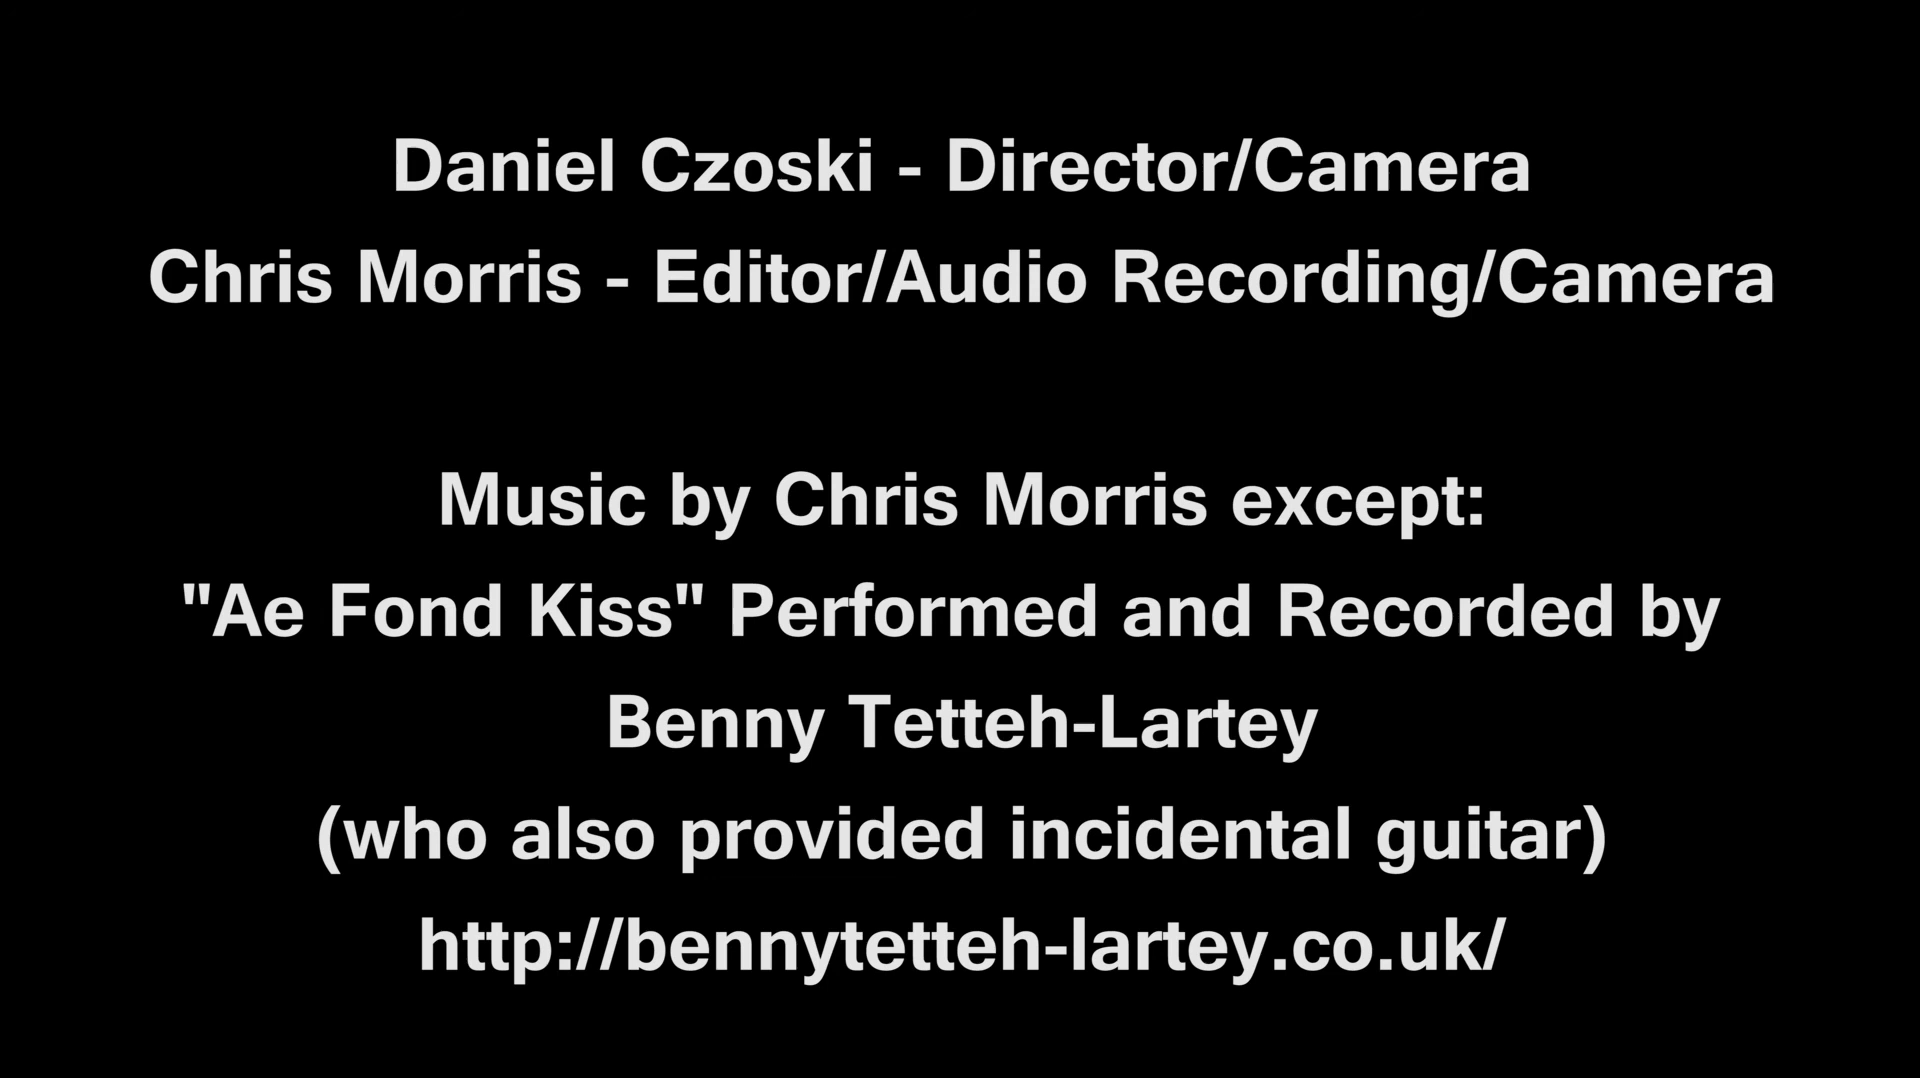 Daniel Czoski - Director/Camera
Chris Morris - Editor/Audio Recording/Camera
Music by Chris Morris except:
"Ae Fond Kiss" Performed and Recorded by
Benny Tetteh-Lartey
(who also provided incidental guitar)
http://bennytetteh-lartey.co.uk/